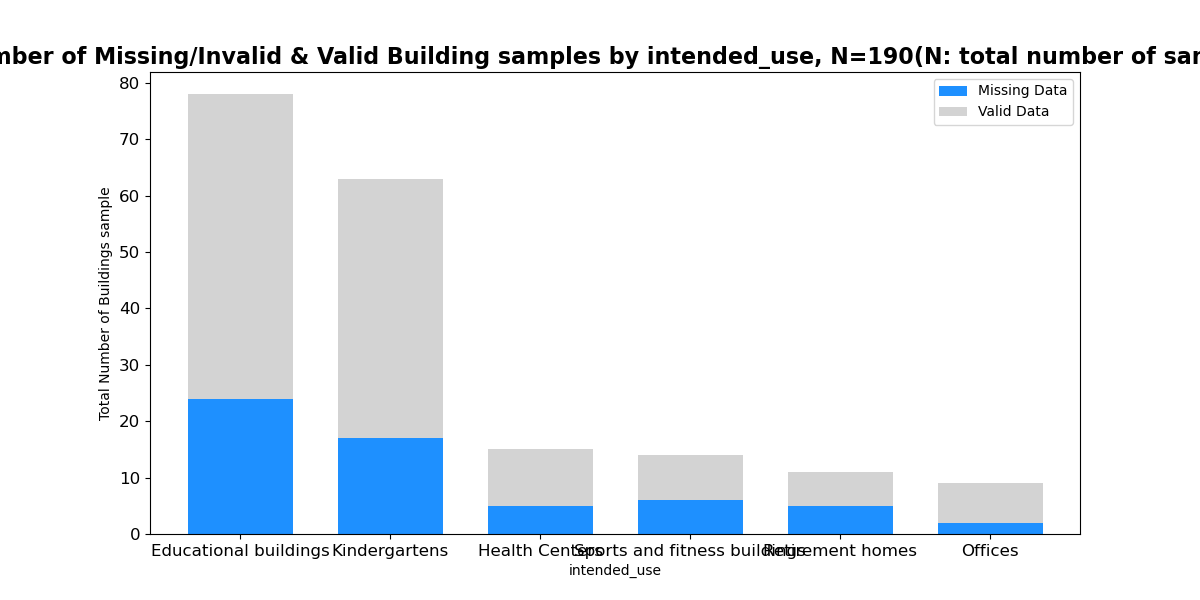 mber of Missing/Invalid & Valid Building samples by intended_use, N=190(N: total number of sar
Missing Data
Valid Data
Total Number of Buildings sample
80
70
60
50
40
30
20
10
0
Educational buildings Kindergartens Health Centers Sports and fitness buildings Retirement homes Offices
intended_use